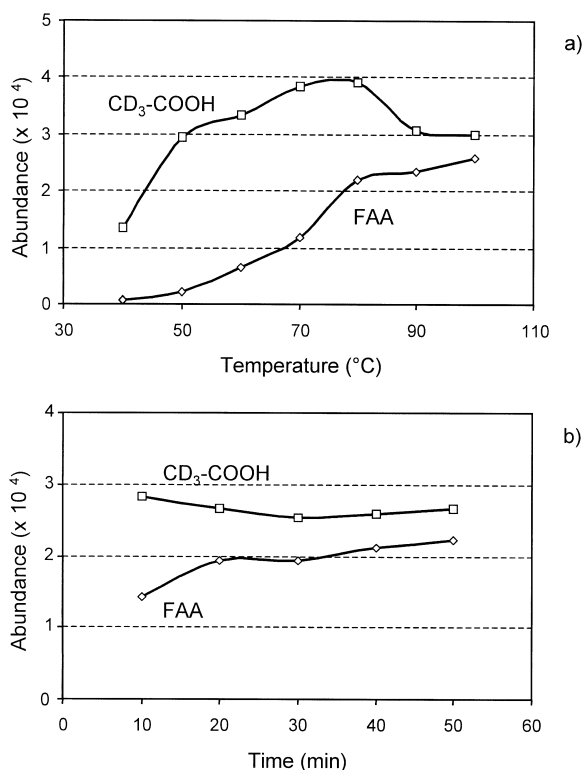 a)
Abundance (x 10 4)
5
4
3
2
1
0
CD3-COOH
FAA
30 50 70 90 110
Temperature (°C)
b)
Abundance (x 10 4)
4
3
2
1
0
CD3-COOH
FAA
0 10 20 30 40 50 60
Time (min)